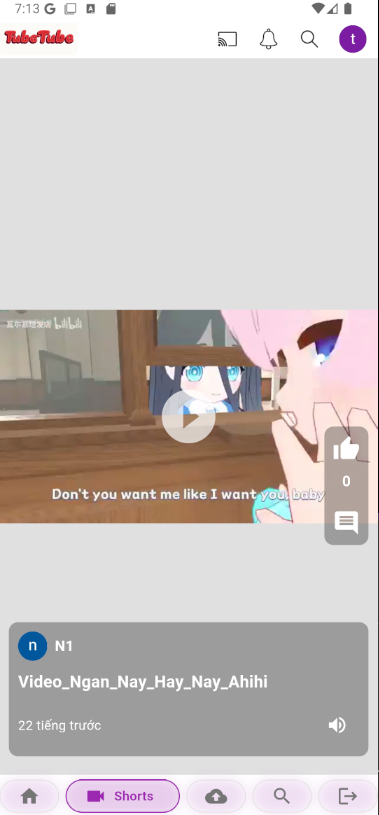 7:13
TubeTube
t
bilibili
Don't you want me like I want you, baby
0
n
N1
Video_Ngan_Nay_Hay_Nay_Ahihi
22 tiếng trước
Shorts